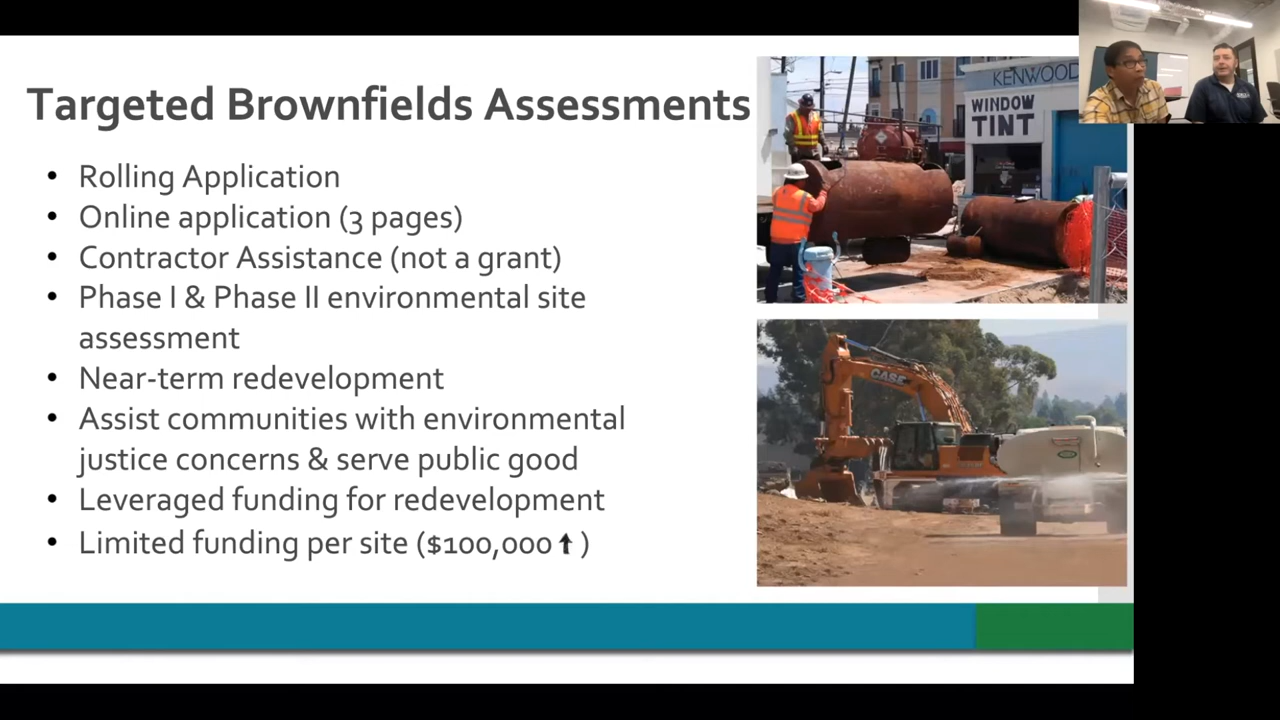 Targeted Brownfields Assessments
• Rolling Application
• Online application (3 pages)
• Contractor Assistance (not a grant)
• Phase I & Phase II environmental site
assessment
• Near-term redevelopment
• Assist communities with environmental
justice concerns & serve public good
• Leveraged funding for redevelopment
• Limited funding per site ($100,000 ⬆ )
KENWOOD
WINDOW
TINT
CASE